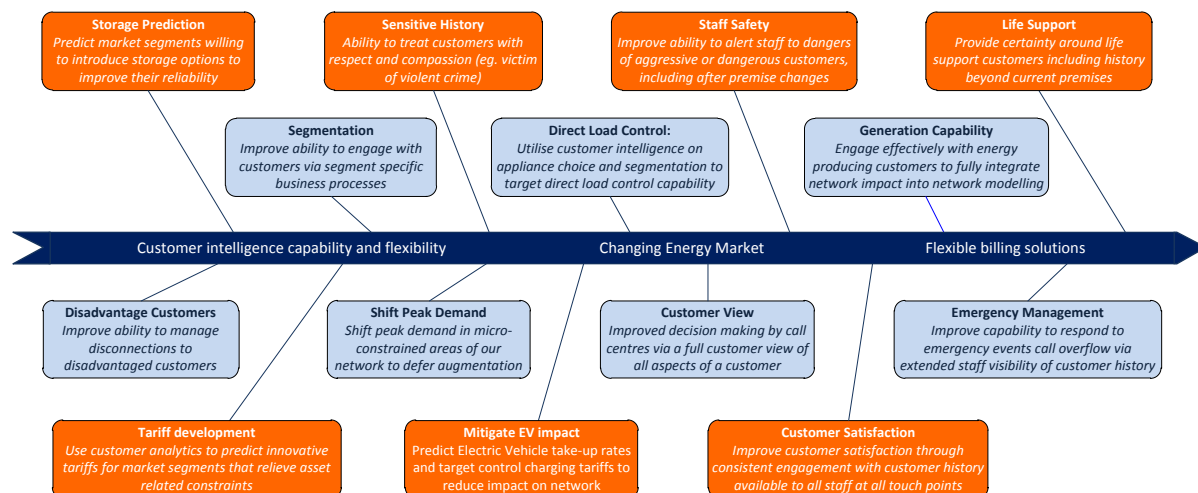 Storage Prediction
Predict market segments willing
to introduce storage options to
improve their reliability
Sensitive History
Ability to treat customers with
respect and compassion (eg. victim
of violent crime)
Staff Safety
Improve ability to alert staff to dangers
of aggressive or dangerous customers,
including after premise changes
Life Support
Provide certainty around life
support customers including history
beyond current premises
Segmentation
Improve ability to engage with
customers via segment specific
business processes
Direct Load Control:
Utilise customer intelligence on
appliance choice and segmentation to
target direct load control capability
Generation Capability
Engage effectively with energy
producing customers to fully integrate
network impact into network modelling
Customer intelligence capability and flexibility
Changing Energy Market
Flexible billing solutions
Disadvantage Customers
Improve ability to manage
disconnections to
disadvantaged customers
Shift Peak Demand
Shift peak demand in micro-
constrained areas of our
network to defer augmentation
Customer View
Improved decision making by call
centres via a full customer view of
all aspects of a customer
Emergency Management
Improve capability to respond to
emergency events call overflow via
extended staff visibility of customer history
Tariff development
Use customer analytics to predict innovative
tariffs for market segments that relieve asset
related constraints
Mitigate EV impact
Predict Electric Vehicle take-up rates
and target control charging tariffs to
reduce impact on network
Customer Satisfaction
Improve customer satisfaction through
consistent engagement with customer history
available to all staff at all touch points